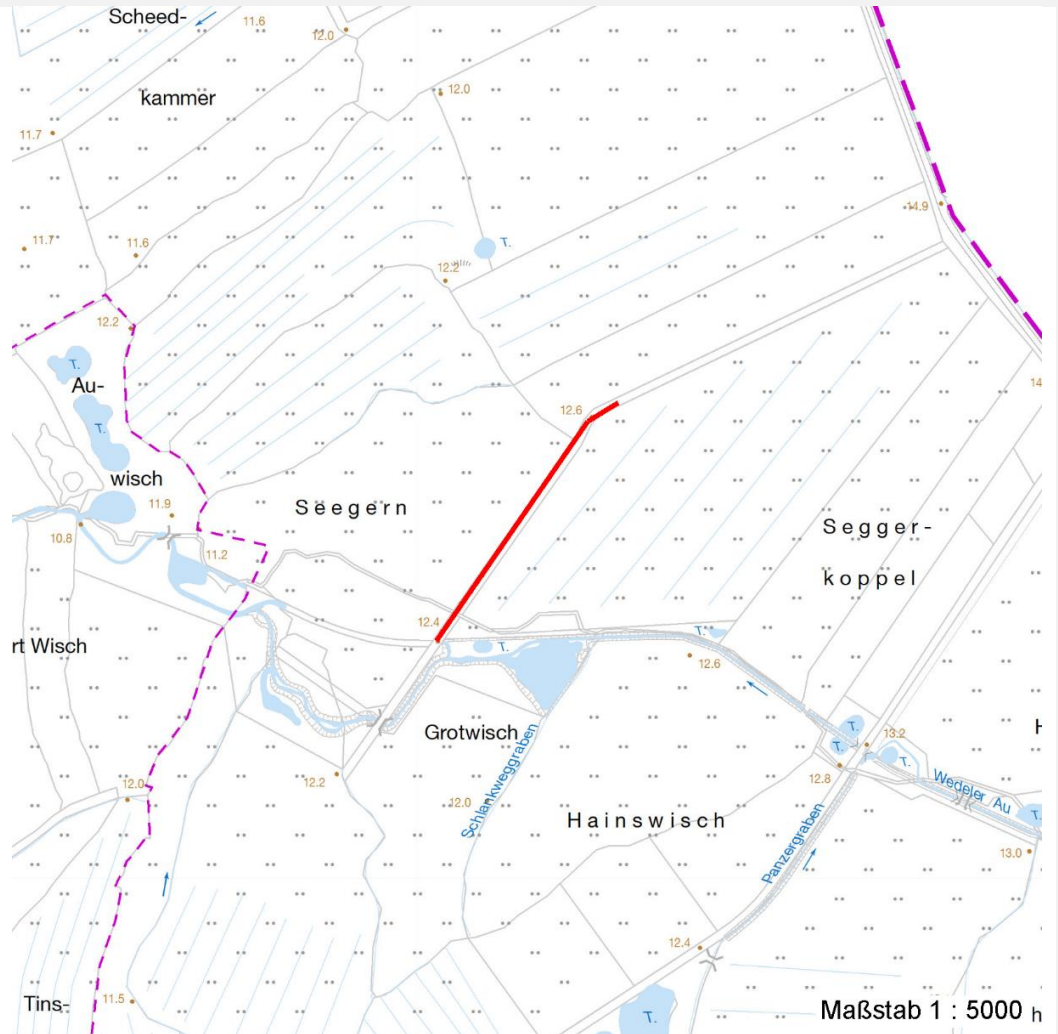 Scheed-
11.6
12.0
kammer
12.0
11.7
14.9
11.7
11.6
T.
12.2
12.2
T.
Au-
14
12.6
T.
wisch
Seegern
11.9
10.8
Segger-
koppel
11.2
12.4
T.
T.
rt Wisch
12.6
Grotwisch
T.
13.2
T.
T.
12.2
12.8
Wedeler Au
12.0
12.0
Schlankweggraben
Hainswisch
T.
Panzergraben
13.0
12.4
Tins-
11.5
T.
Maßstab 1 : 5000
h